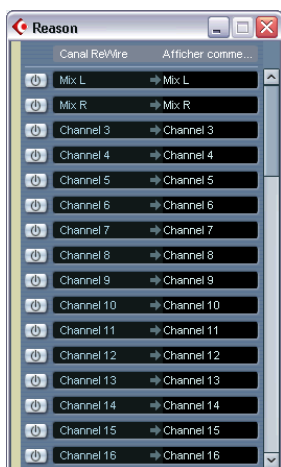 Reason
Canal ReWire Afficher comme...
Mix L Mix L
Mix R Mix R
Channel 3 Channel 3
Channel 4 Channel 4
Channel 5 Channel 5
Channel 6 Channel 6
Channel 7 Channel 7
Channel 8 Channel 8
Channel 9 Channel 9
Channel 10 Channel 10
Channel 11 Channel 11
Channel 12 Channel 12
Channel 13 Channel 13
Channel 14 Channel 14
Channel 15 Channel 15
Channel 16 Channel 16